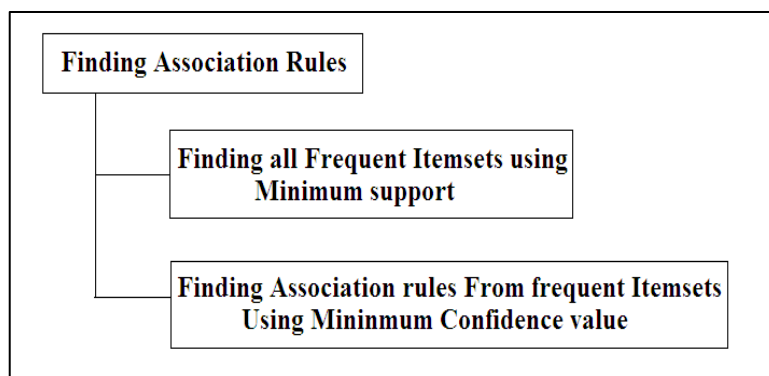 Finding Association Rules
Finding all Frequent Itemsets using
Minimum support
Finding Association rules From frequent Itemsets
Using Mininmum Confidence value